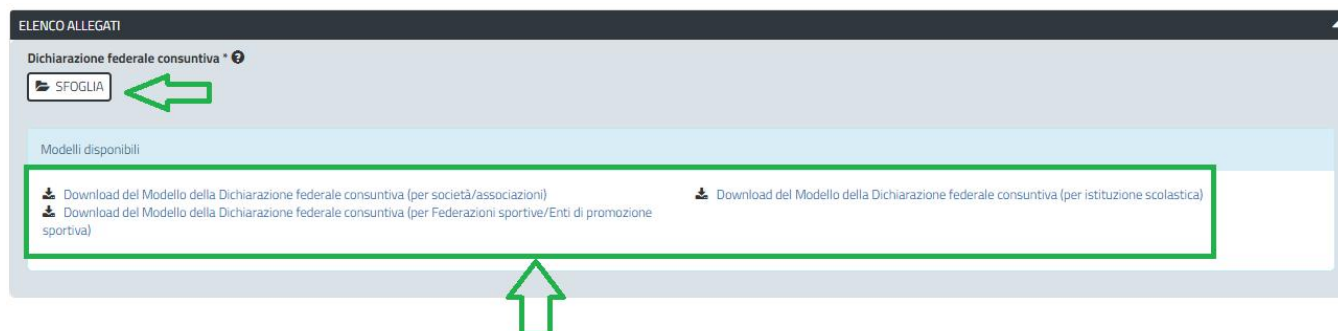 ELENCO ALLEGATI
Dichiarazione federale consuntiva *
SFOGLIA
Modelli disponibili
Download del Modello della Dichiarazione federale consuntiva (per società/associazioni)
Download del Modello della Dichiarazione federale consuntiva (per istituzione scolastica)
Download del Modello della Dichiarazione federale consuntiva (per Federazioni sportive/Enti di promozione
sportiva)